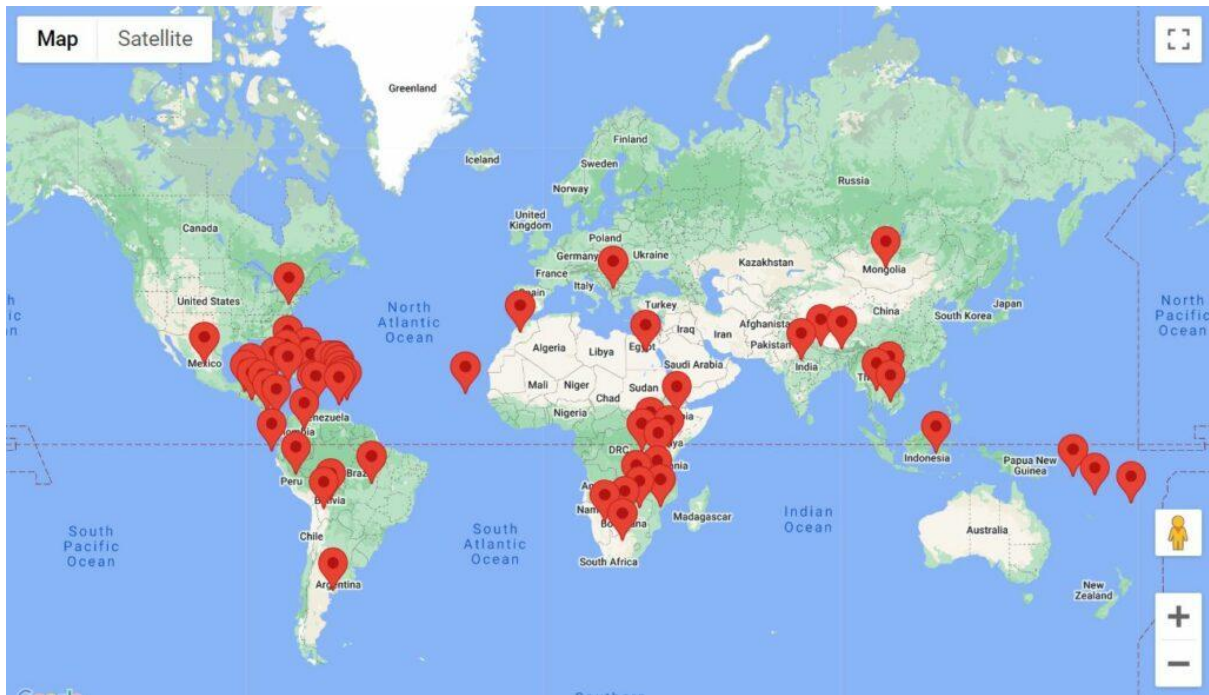 Map
Satellite
Greenland
Iceland
Finland
Sweden
Norway
Russia
Canada
United
Kingdom
Poland
Germany
Ukraine
France
Italy
Spain
Kazakhstan
Mongolia
United States
North
Atlantic
Ocean
Turkey
China
Japan
South Korea
North
Pacific
Ocean
Iraq
Iran
Afghanistan
Pakistan
Algeria
Libya
Egypt
Mexico
Saudi Arabia
India
Mali
Niger
Sudan
Chad
Nigeria
DRC
Indonesia
Papua New
Guinea
Peru
Bolivia
South
Pacific
Ocean
South
Atlantic
Ocean
Indian
Ocean
Madagascar
Chile
Australia
South Africa
Argentina
New
Zealand